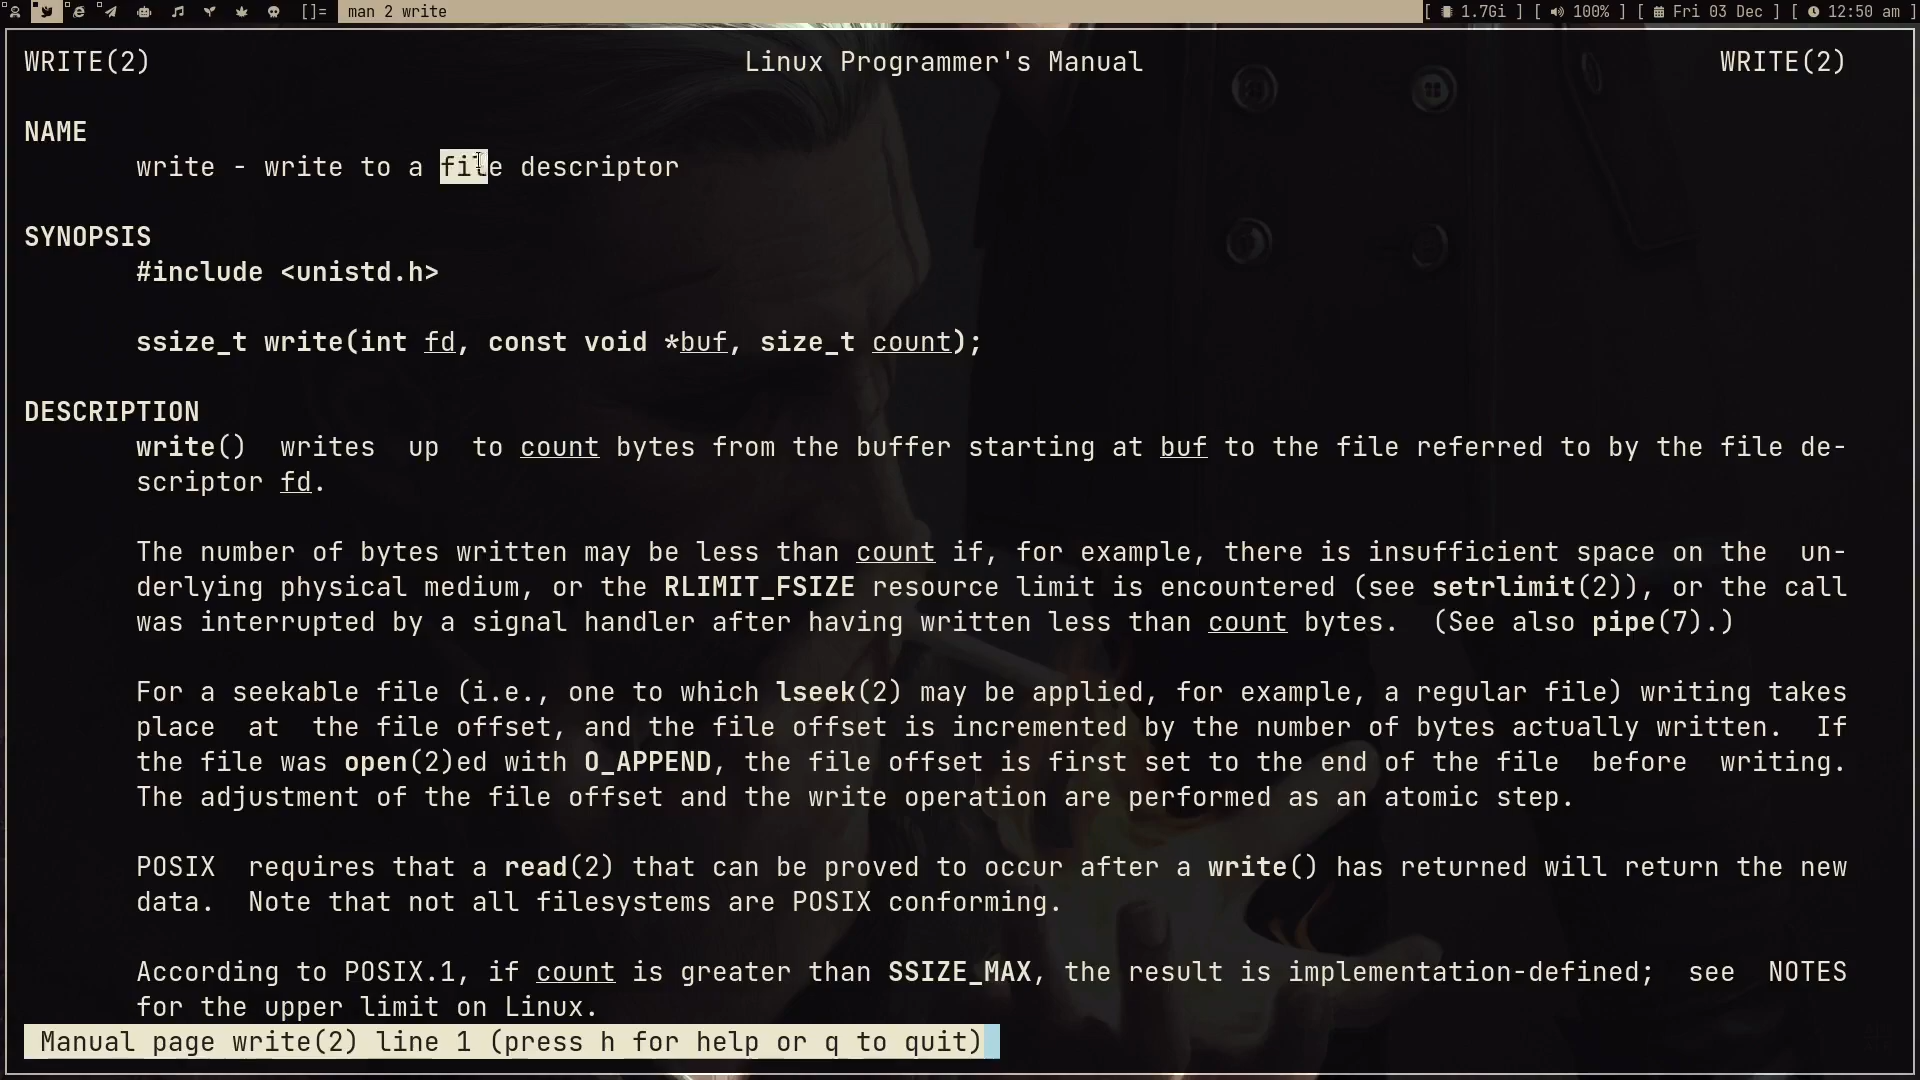 []= man 2 write [ 1.7Gi ] [ 100% ] [ Fri 03 Dec ] [ 12:50 am ]
WRITE(2) Linux Programmer's Manual WRITE(2)
NAME
write - write to a file descriptor
SYNOPSIS
#include <unistd.h>
ssize_t write(int fd, const void *buf, size_t count);
DESCRIPTION
write() writes up to count bytes from the buffer starting at buf to the file referred to by the file de-
scriptor fd.
The number of bytes written may be less than count if, for example, there is insufficient space on the un-
derlying physical medium, or the RLIMIT_FSIZE resource limit is encountered (see setrlimit(2)), or the call
was interrupted by a signal handler after having written less than count bytes. (See also pipe(7).)
For a seekable file (i.e., one to which lseek(2) may be applied, for example, a regular file) writing takes
place at the file offset, and the file offset is incremented by the number of bytes actually written. If
the file was open(2)ed with O_APPEND, the file offset is first set to the end of the file before writing.
The adjustment of the file offset and the write operation are performed as an atomic step.
POSIX requires that a read(2) that can be proved to occur after a write() has returned will return the new
data. Note that not all filesystems are POSIX conforming.
According to POSIX.1, if count is greater than SSIZE_MAX, the result is implementation-defined; see NOTES
for the upper limit on Linux.
Manual page write(2) line 1 (press h for help or q to quit)